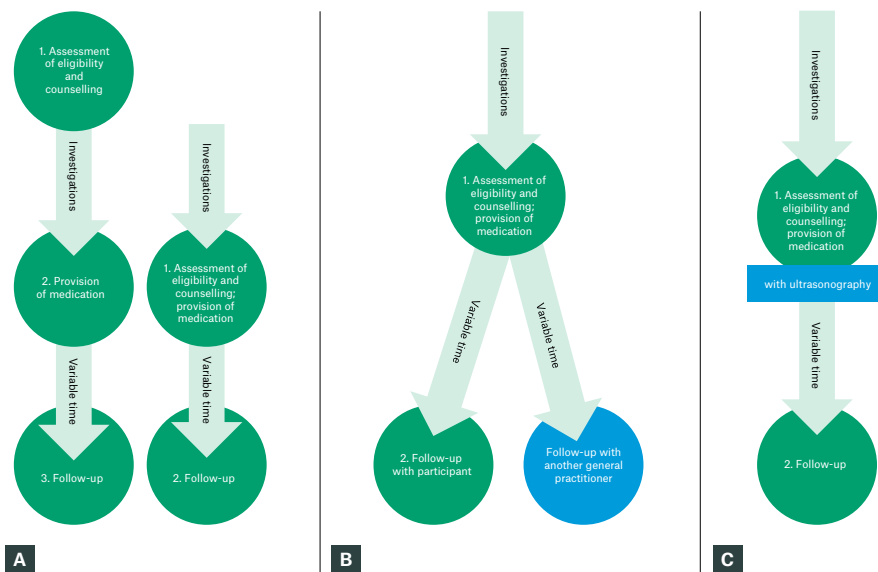 1. Assessment
of eligibility
and
counselling
Investigations
2. Provision
of medication
Variable time
3. Follow-up
Investigations
1. Assessment of
eligibility and
counselling;
provision of
medication
Variable time
2. Follow-up
A
Investigations
1. Assessment of
eligibility and
counselling;
provision of
medication
Variable time
Variable time
2. Follow-up
with participant
Follow-up with
another general
practitioner
B
Investigations
1. Assessment of
eligibility and
counselling;
provision of
medication
with ultrasonography
Variable time
2. Follow-up
C